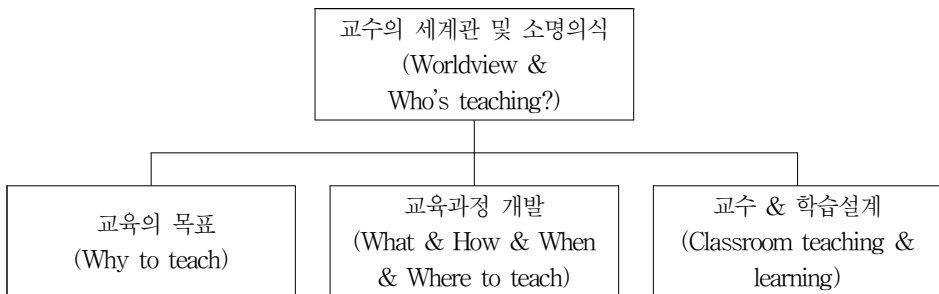 교수의 세계관 및 소명의식
(Worldview &
Who's teaching?)
교육의 목표
(Why to teach)
교육과정 개발
(What & How & When
& Where to teach)
교수 & 학습설계
(Classroom teaching &
learning)